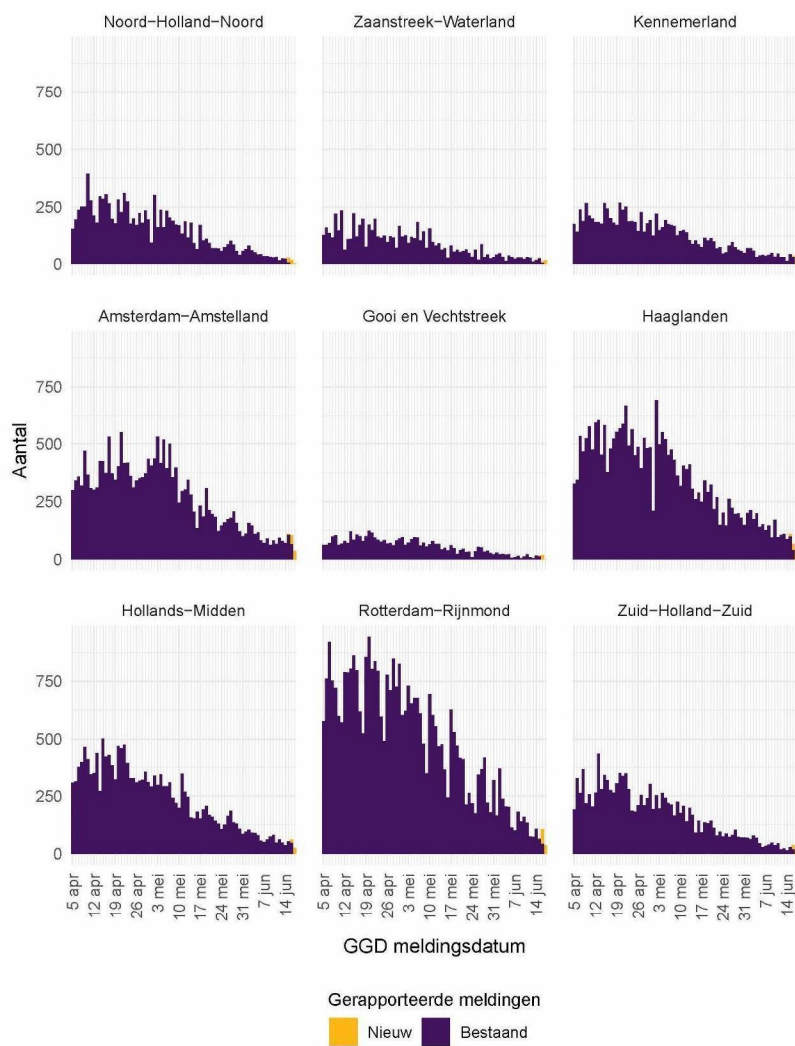 Noord-Holland-Noord
Zaanstreek-Waterland
Kennemerland
750
500
250
0
Amsterdam-Amstelland
Gooi en Vechtstreek
Haaglanden
Aantal
750
500
250
0
Hollands-Midden
Rotterdam-Rijnmond
Zuid-Holland-Zuid
750
500
250
0
5 apr
12 apr
19 apr
26 apr
3 mei
10 mei
17 mei
24 mei
31 mei
7 jun
14 jun
5 apr
12 apr
19 apr
26 apr
3 mei
10 mei
17 mei
24 mei
31 mei
7 jun
14 jun
5 apr
12 apr
19 apr
26 apr
3 mei
10 mei
17 mei
24 mei
31 mei
7 jun
14 jun
GGD meldingsdatum
Gerapporteerde meldingen
Nieuw
Bestaand